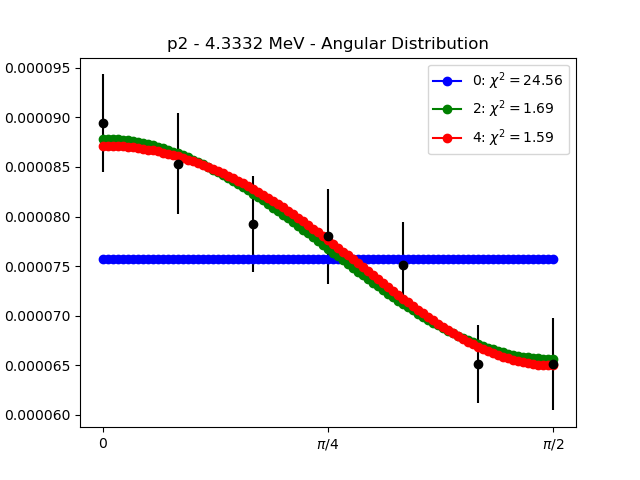 p2 - 4.3332 MeV - Angular Distribution
0.000095
0.000090
0.000085
0.000080
0.000075
0.000070
0.000065
0.000060
0: χ² = 24.56
2: χ² = 1.69
4: χ² = 1.59
0
π/4
π/2